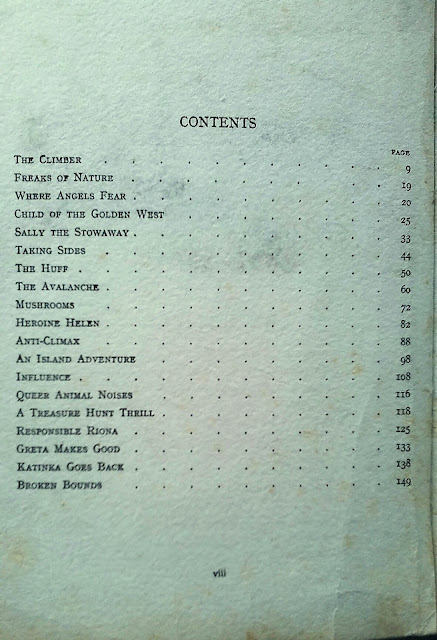 CONTENTS
PAGE
THE CLIMBER . . . . . . . . . 9
FREAKS OF NATURE . . . . . . . . 19
WHERE ANGELS FEAR . . . . . . . . 20
CHILD OF THE GOLDEN WEST . . . . . . . 25
SALLY THE STOWAWAY . . . . . . . . 33
TAKING SIDES . . . . . . . . . 44
THE HUFF . . . . . . . . . . 50
THE AVALANCHE . . . . . . . . . 60
MUSHROOMS . . . . . . . . . 72
HEROINE HELEN . . . . . . . . . 82
ANTI-CLIMAX . . . . . . . . . 88
AN ISLAND ADVENTURE . . . . . . . . 98
INFLUENCE . . . . . . . . . . 108
QUEER ANIMAL NOISES . . . . . . . . 116
A TREASURE HUNT THRILL . . . . . . . 118
RESPONSIBLE RIONA . . . . . . . . 125
GRETA MAKES GOOD . . . . . . . . 133
KATINKA GOES BACK . . . . . . . . 138
BROKEN BOUNDS . . . . . . . . 149
viii